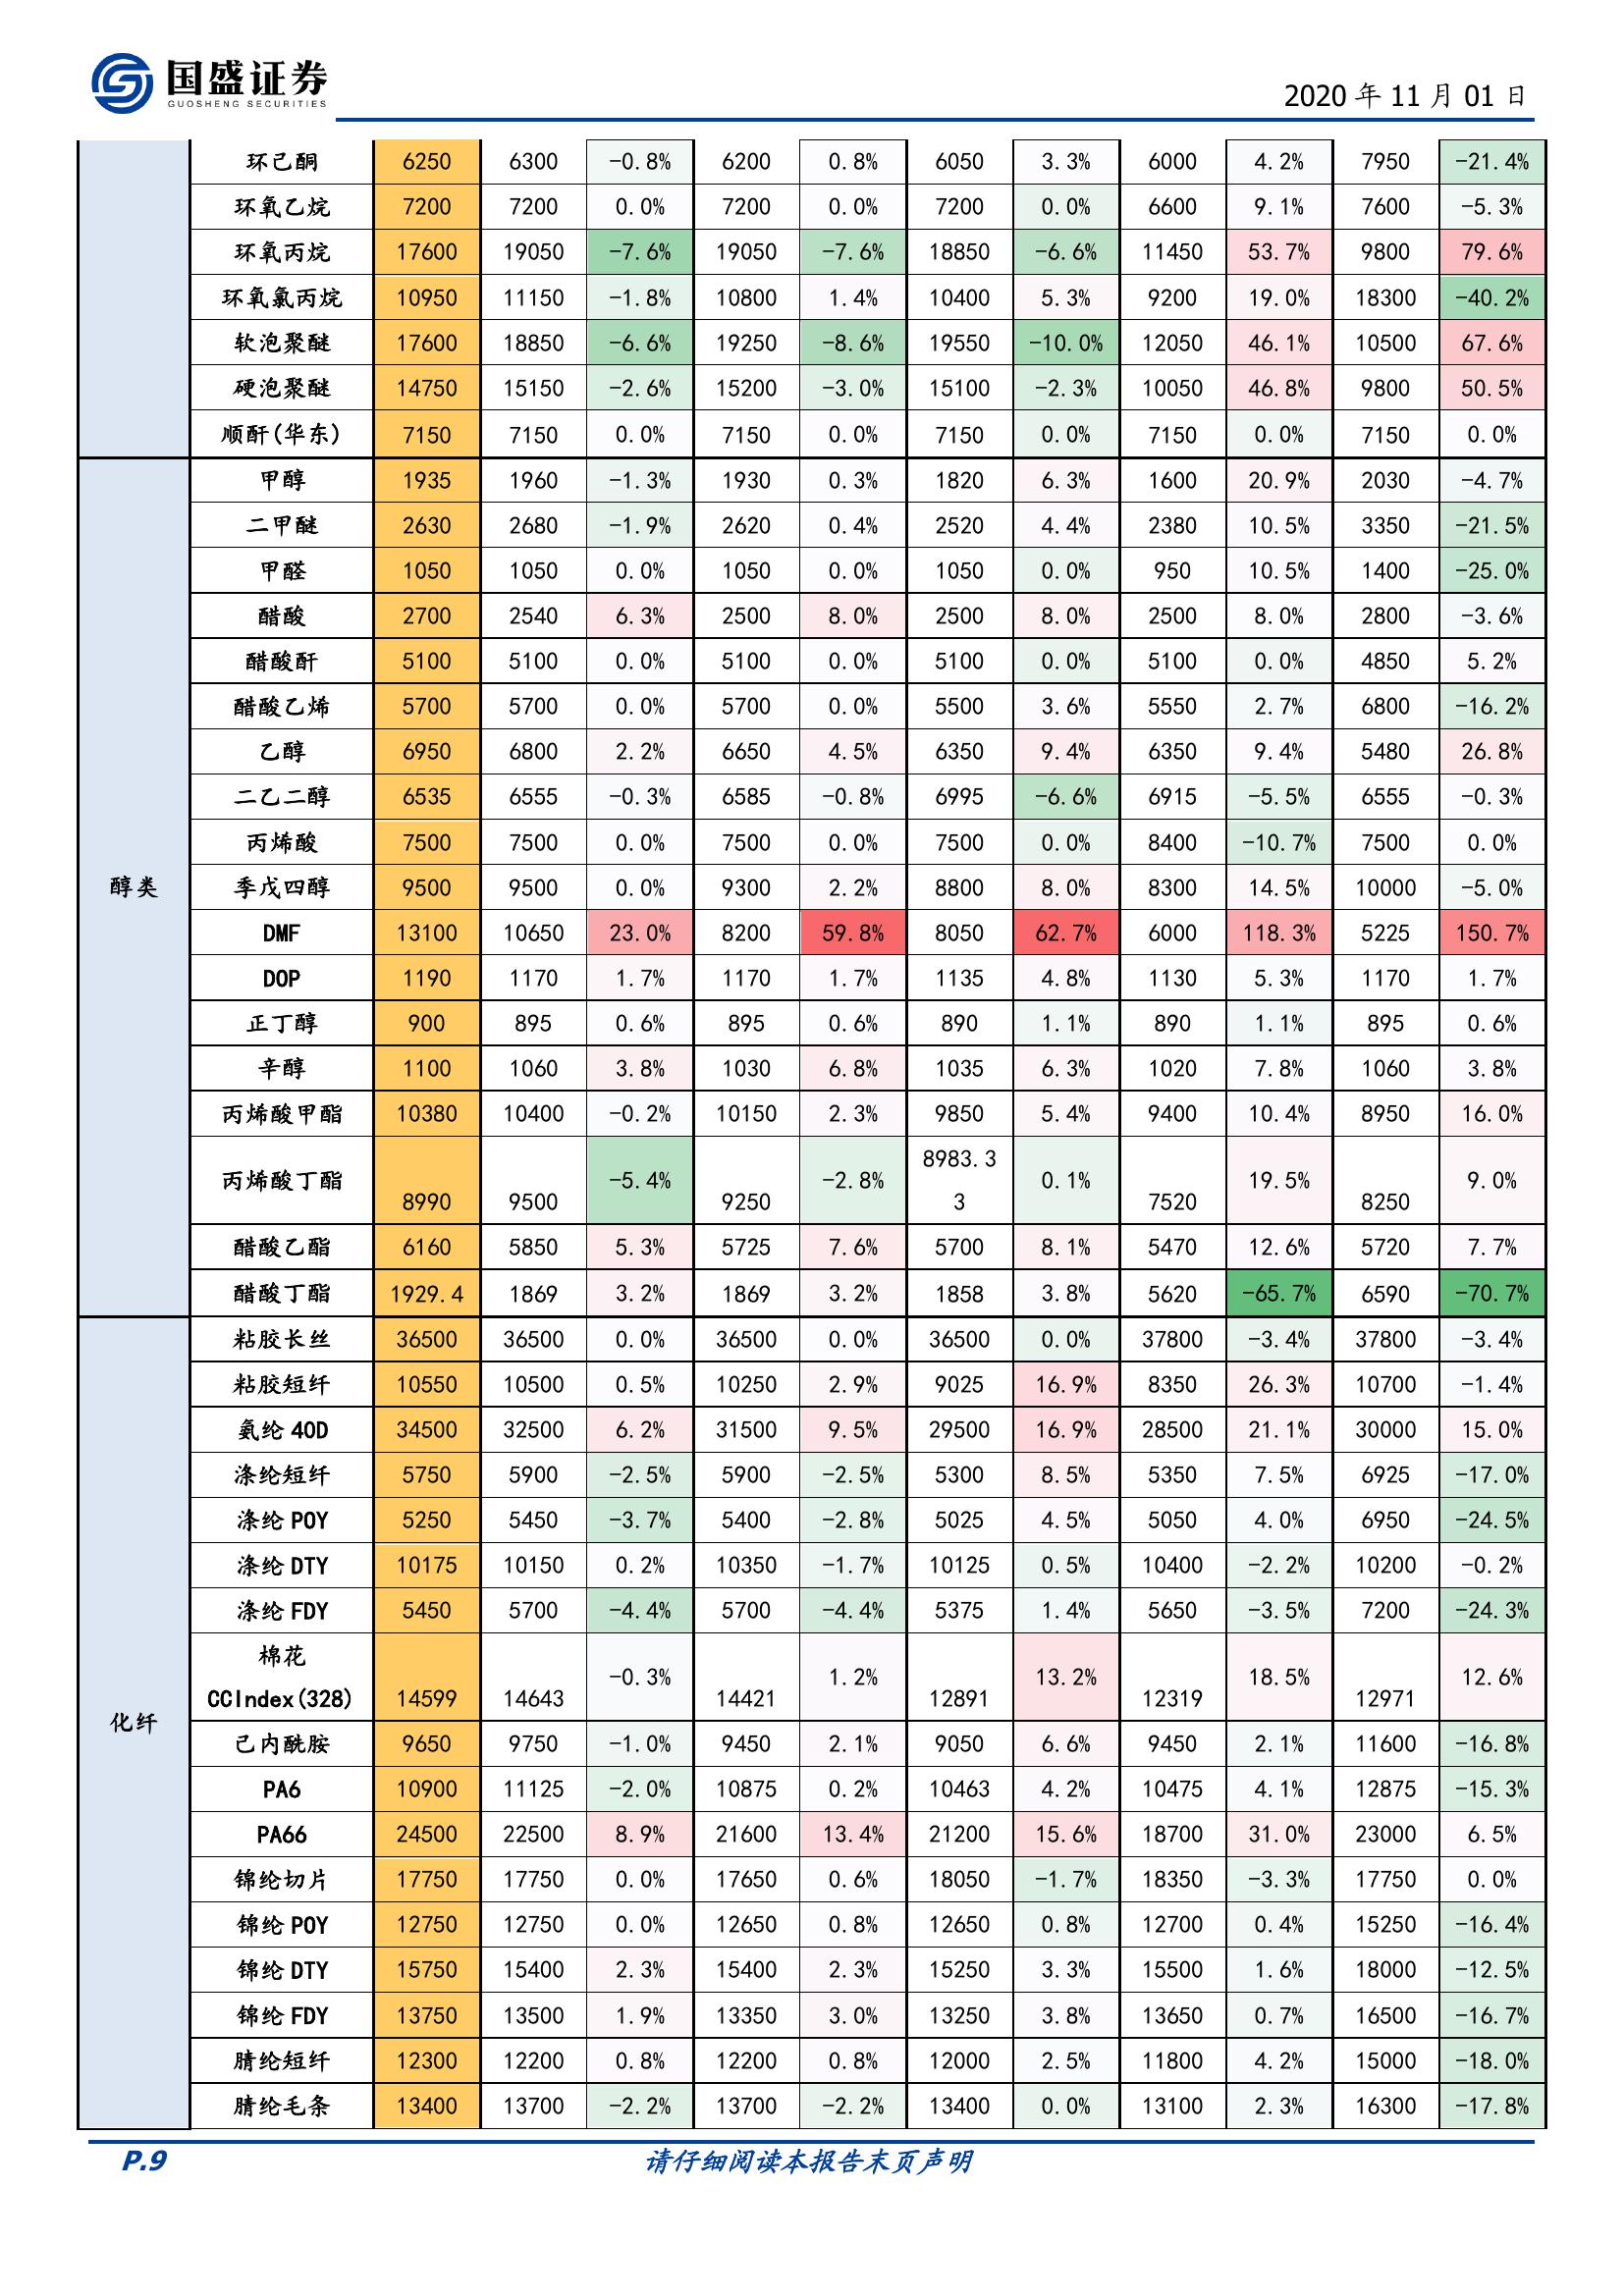 国盛证券
GUOSHENG SECURITIES
2020 年 11 月 01 日
环己酮 6250 6300 -0.8% 6200 0.8% 6050 3.3% 6000 4.2% 7950 -21.4%
环氧乙烷 7200 7200 0.0% 7200 0.0% 7200 0.0% 6600 9.1% 7600 -5.3%
环氧丙烷 17600 19050 -7.6% 19050 -7.6% 18850 -6.6% 11450 53.7% 9800 79.6%
环氧氯丙烷 10950 11150 -1.8% 10800 1.4% 10400 5.3% 9200 19.0% 18300 -40.2%
软泡聚醚 17600 18850 -6.6% 19250 -8.6% 19550 -10.0% 12050 46.1% 10500 67.6%
硬泡聚醚 14750 15150 -2.6% 15200 -3.0% 15100 -2.3% 10050 46.8% 9800 50.5%
顺酐(华东) 7150 7150 0.0% 7150 0.0% 7150 0.0% 7150 0.0% 7150 0.0%
醇类
甲醇 1935 1960 -1.3% 1930 0.3% 1820 6.3% 1600 20.9% 2030 -4.7%
二甲醚 2630 2680 -1.9% 2620 0.4% 2520 4.4% 2380 10.5% 3350 -21.5%
甲醛 1050 1050 0.0% 1050 0.0% 1050 0.0% 950 10.5% 1400 -25.0%
醋酸 2700 2540 6.3% 2500 8.0% 2500 8.0% 2500 8.0% 2800 -3.6%
醋酸酐 5100 5100 0.0% 5100 0.0% 5100 0.0% 5100 0.0% 4850 5.2%
醋酸乙烯 5700 5700 0.0% 5700 0.0% 5500 3.6% 5550 2.7% 6800 -16.2%
乙醇 6950 6800 2.2% 6650 4.5% 6350 9.4% 6350 9.4% 5480 26.8%
二乙二醇 6535 6555 -0.3% 6585 -0.8% 6995 -6.6% 6915 -5.5% 6555 -0.3%
丙烯酸 7500 7500 0.0% 7500 0.0% 7500 0.0% 8400 -10.7% 7500 0.0%
季戊四醇 9500 9500 0.0% 9300 2.2% 8800 8.0% 8300 14.5% 10000 -5.0%
DMF 13100 10650 23.0% 8200 59.8% 8050 62.7% 6000 118.3% 5225 150.7%
DOP 1190 1170 1.7% 1170 1.7% 1135 4.8% 1130 5.3% 1170 1.7%
正丁醇 900 895 0.6% 895 0.6% 890 1.1% 890 1.1% 895 0.6%
辛醇 1100 1060 3.8% 1030 6.8% 1035 6.3% 1020 7.8% 1060 3.8%
丙烯酸甲酯 10380 10400 -0.2% 10150 2.3% 9850 5.4% 9400 10.4% 8950 16.0%
丙烯酸丁酯 8990 9500 -5.4% 9250 -2.8% 8983.3
3 0.1% 7520 19.5% 8250 9.0%
醋酸乙酯 6160 5850 5.3% 5725 7.6% 5700 8.1% 5470 12.6% 5720 7.7%
醋酸丁酯 1929.4 1869 3.2% 1869 3.2% 1858 3.8% 5620 -65.7% 6590 -70.7%
化纤
粘胶长丝 36500 36500 0.0% 36500 0.0% 36500 0.0% 37800 -3.4% 37800 -3.4%
粘胶短纤 10550 10500 0.5% 10250 2.9% 9025 16.9% 8350 26.3% 10700 -1.4%
氨纶 40D 34500 32500 6.2% 31500 9.5% 29500 16.9% 28500 21.1% 30000 15.0%
涤纶短纤 5750 5900 -2.5% 5900 -2.5% 5300 8.5% 5350 7.5% 6925 -17.0%
涤纶 POY 5250 5450 -3.7% 5400 -2.8% 5025 4.5% 5050 4.0% 6950 -24.5%
涤纶 DTY 10175 10150 0.2% 10350 -1.7% 10125 0.5% 10400 -2.2% 10200 -0.2%
涤纶 FDY 5450 5700 -4.4% 5700 -4.4% 5375 1.4% 5650 -3.5% 7200 -24.3%
棉花
CCIndex(328) 14599 14643 -0.3% 14421 1.2% 12891 13.2% 12319 18.5% 12971 12.6%
己内酰胺 9650 9750 -1.0% 9450 2.1% 9050 6.6% 9450 2.1% 11600 -16.8%
PA6 10900 11125 -2.0% 10875 0.2% 10463 4.2% 10475 4.1% 12875 -15.3%
PA66 24500 22500 8.9% 21600 13.4% 21200 15.6% 18700 31.0% 23000 6.5%
锦纶切片 17750 17750 0.0% 17650 0.6% 18050 -1.7% 18350 -3.3% 17750 0.0%
锦纶 POY 12750 12750 0.0% 12650 0.8% 12650 0.8% 12700 0.4% 15250 -16.4%
锦纶 DTY 15750 15400 2.3% 15400 2.3% 15250 3.3% 15500 1.6% 18000 -12.5%
锦纶 FDY 13750 13500 1.9% 13350 3.0% 13250 3.8% 13650 0.7% 16500 -16.7%
腈纶短纤 12300 12200 0.8% 12200 0.8% 12000 2.5% 11800 4.2% 15000 -18.0%
腈纶毛条 13400 13700 -2.2% 13700 -2.2% 13400 0.0% 13100 2.3% 16300 -17.8%
P.9 请仔细阅读本报告末页声明